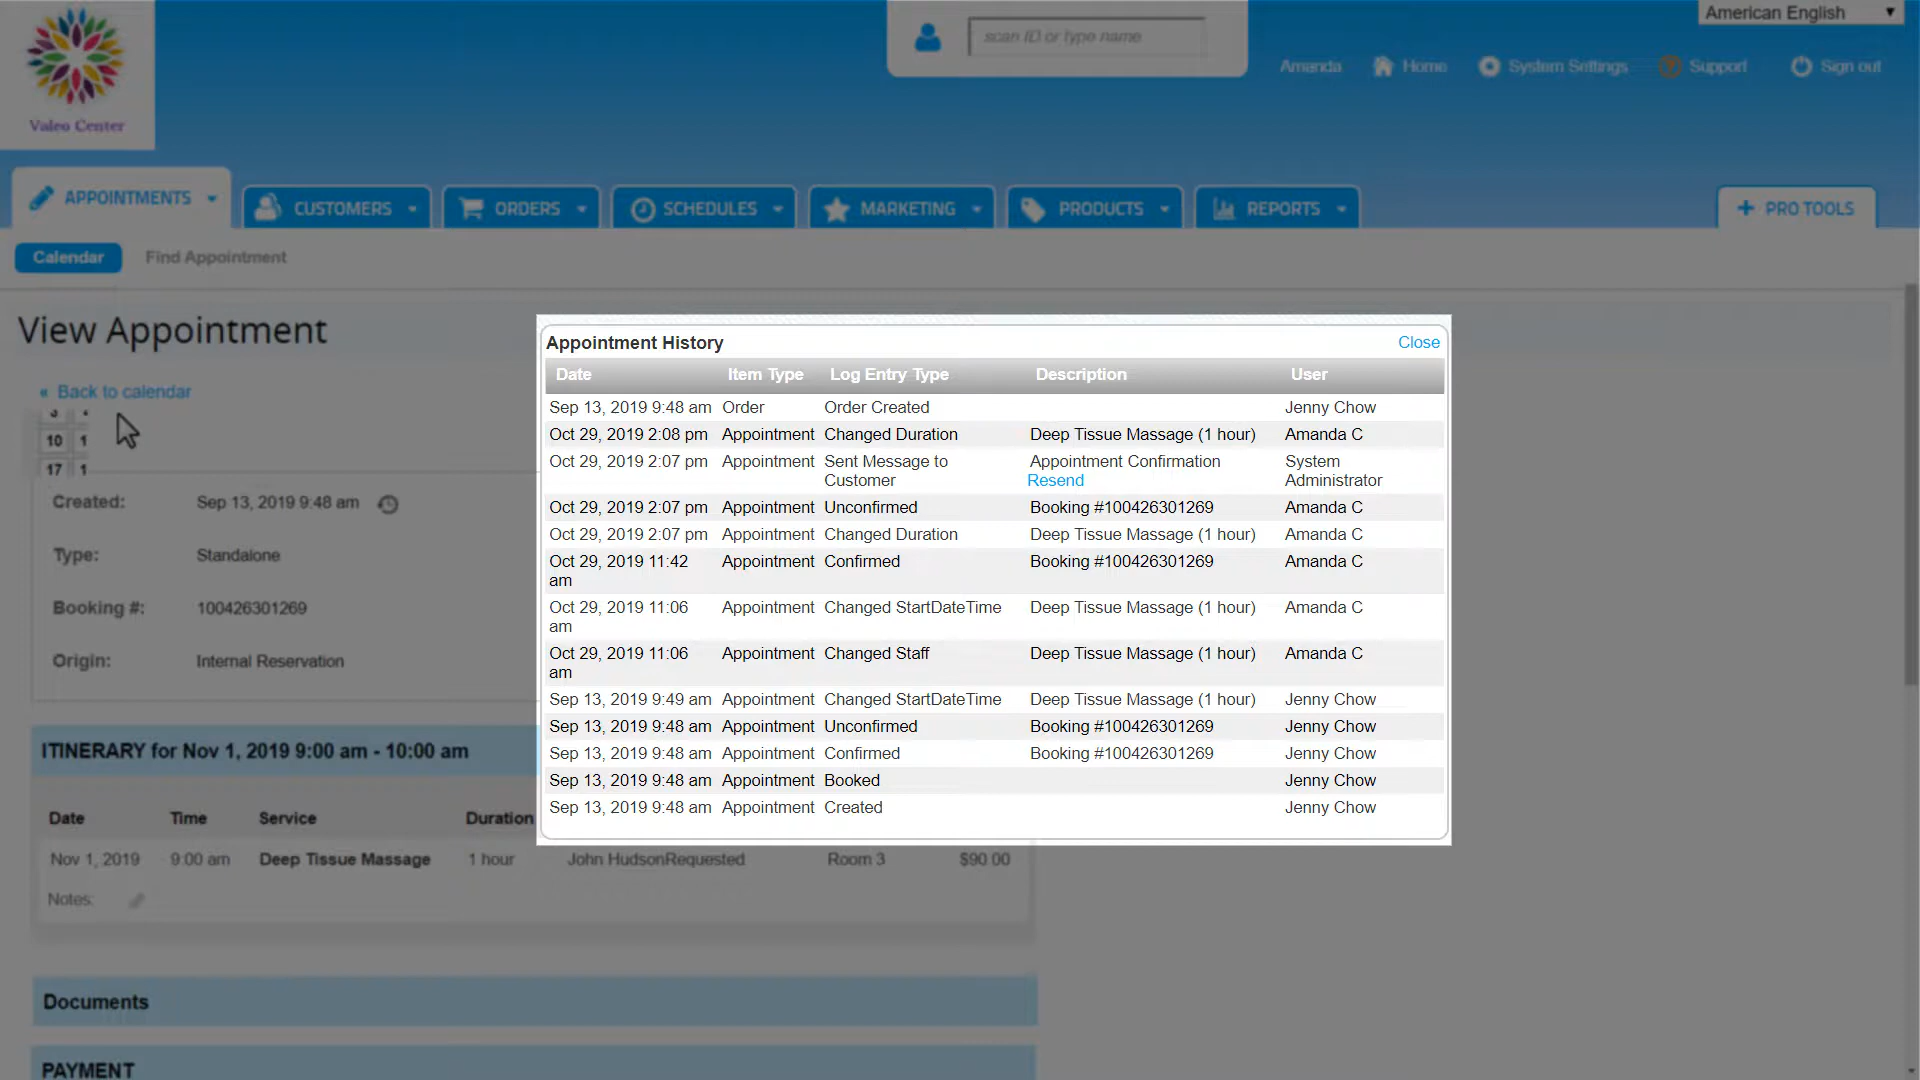 American English
scan ID or type name
Amanda Home System Settings Support Sign out
Valeo Center
APPOINTMENTS CUSTOMERS ORDERS SCHEDULES MARKETING PRODUCTS REPORTS + PRO TOOLS
Calendar Find Appointment
View Appointment
« Back to calendar
10 1
17 1
Created: Sep 13, 2019 9:48 am
Type: Standalone
Booking #: 100426301269
Origin: Internal Reservation
Appointment History Close
Date Item Type Log Entry Type Description User
Sep 13, 2019 9:48 am Order Order Created Jenny Chow
Oct 29, 2019 2:08 pm Appointment Changed Duration Deep Tissue Massage (1 hour) Amanda C
Oct 29, 2019 2:07 pm Appointment Sent Message to Appointment Confirmation System
Customer Resend Administrator
Oct 29, 2019 2:07 pm Appointment Unconfirmed Booking #100426301269 Amanda C
Oct 29, 2019 2:07 pm Appointment Changed Duration Deep Tissue Massage (1 hour) Amanda C
Oct 29, 2019 11:42 Appointment Confirmed Booking #100426301269 Amanda C
am
Oct 29, 2019 11:06 Appointment Changed StartDateTime Deep Tissue Massage (1 hour) Amanda C
am
Oct 29, 2019 11:06 Appointment Changed Staff Deep Tissue Massage (1 hour) Amanda C
am
Sep 13, 2019 9:49 am Appointment Changed StartDateTime Deep Tissue Massage (1 hour) Jenny Chow
Sep 13, 2019 9:48 am Appointment Unconfirmed Booking #100426301269 Jenny Chow
Sep 13, 2019 9:48 am Appointment Confirmed Booking #100426301269 Jenny Chow
Sep 13, 2019 9:48 am Appointment Booked Jenny Chow
Sep 13, 2019 9:48 am Appointment Created Jenny Chow
ITINERARY for Nov 1, 2019 9:00 am - 10:00 am
Date Time Service Duration
Nov 1, 2019 9:00 am Deep Tissue Massage 1 hour John HudsonRequested Room 3 $90.00
Notes:
Documents
PAYMENT